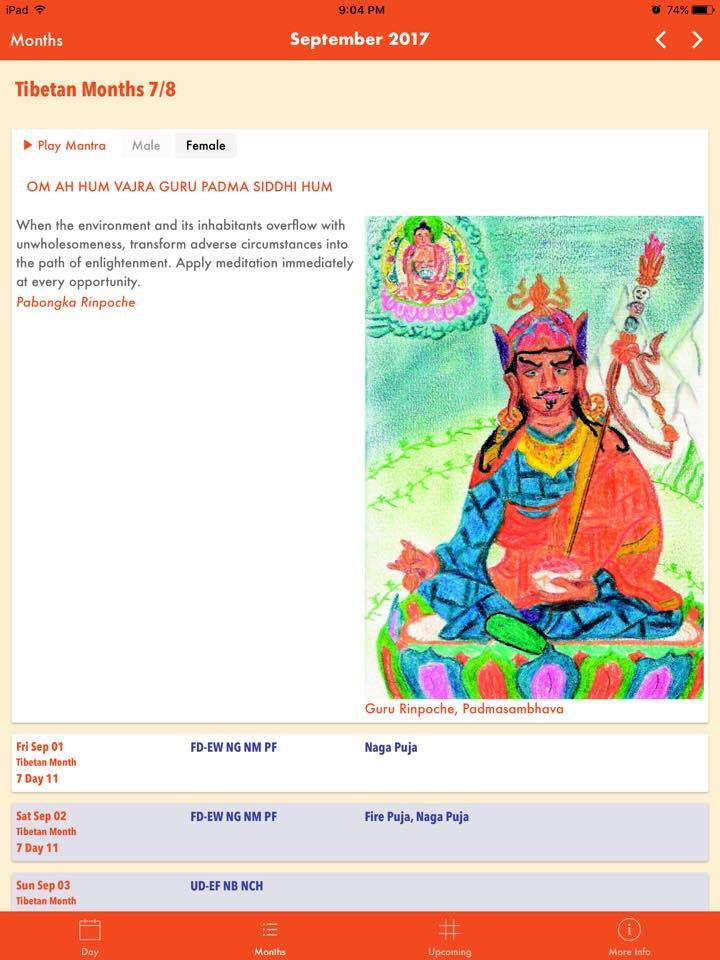 iPad 9:04 PM 74%
Months September 2017
Tibetan Months 7/8
Play Mantra Male Female
OM AH HUM VAJRA GURU PADMA SIDDHI HUM
When the environment and its inhabitants overflow with
unwholesomeness, transform adverse circumstances into
the path of enlightenment. Apply meditation immediately
at every opportunity.
Pabongka Rinpoche
Guru Rinpoche, Padmasambhava
Fri Sep 01 FD-EW NG NM PF Naga Puja
Tibetan Month
7 Day 11
Sat Sep 02 FD-EW NG NM PF Fire Puja, Naga Puja
Tibetan Month
7 Day 11
Sun Sep 03 UD-EF NB NCH
Tibetan Month
Day Months Upcoming More Info